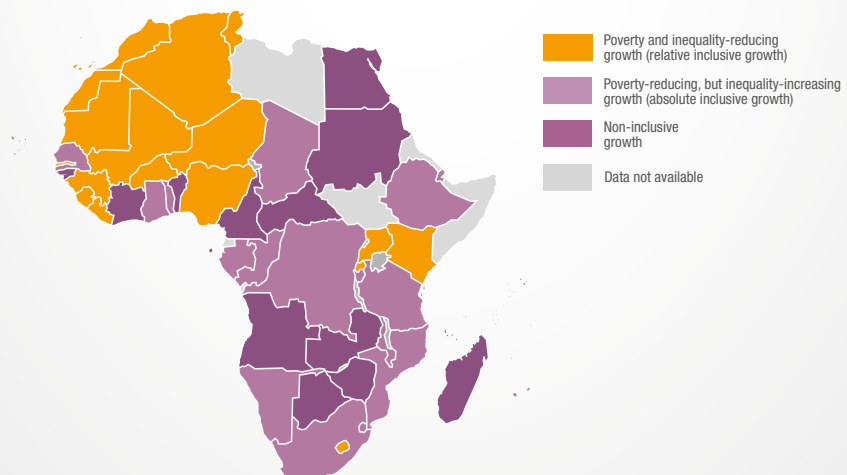 Poverty and inequality-reducing
growth (relative inclusive growth)
Poverty-reducing, but inequality-increasing
growth (absolute inclusive growth)
Non-inclusive
growth
Data not available